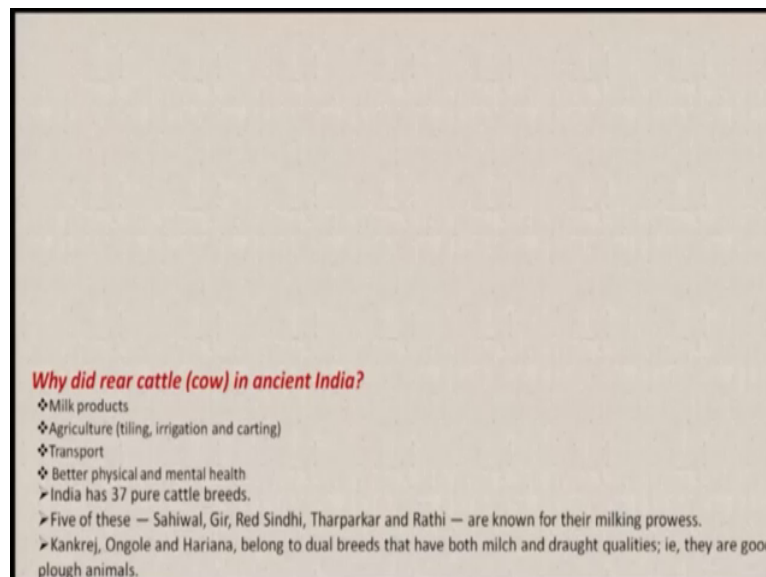 Why did rear cattle (cow) in ancient India?
❖Milk products
❖Agriculture (tiling, irrigation and carting)
❖Transport
❖ Better physical and mental health
➢India has 37 pure cattle breeds.
➢Five of these — Sahiwal, Gir, Red Sindhi, Tharparkar and Rathi — are known for their milking prowess.
➢Kankrej, Ongole and Hariana, belong to dual breeds that have both milch and draught qualities; ie, they are goo
plough animals.